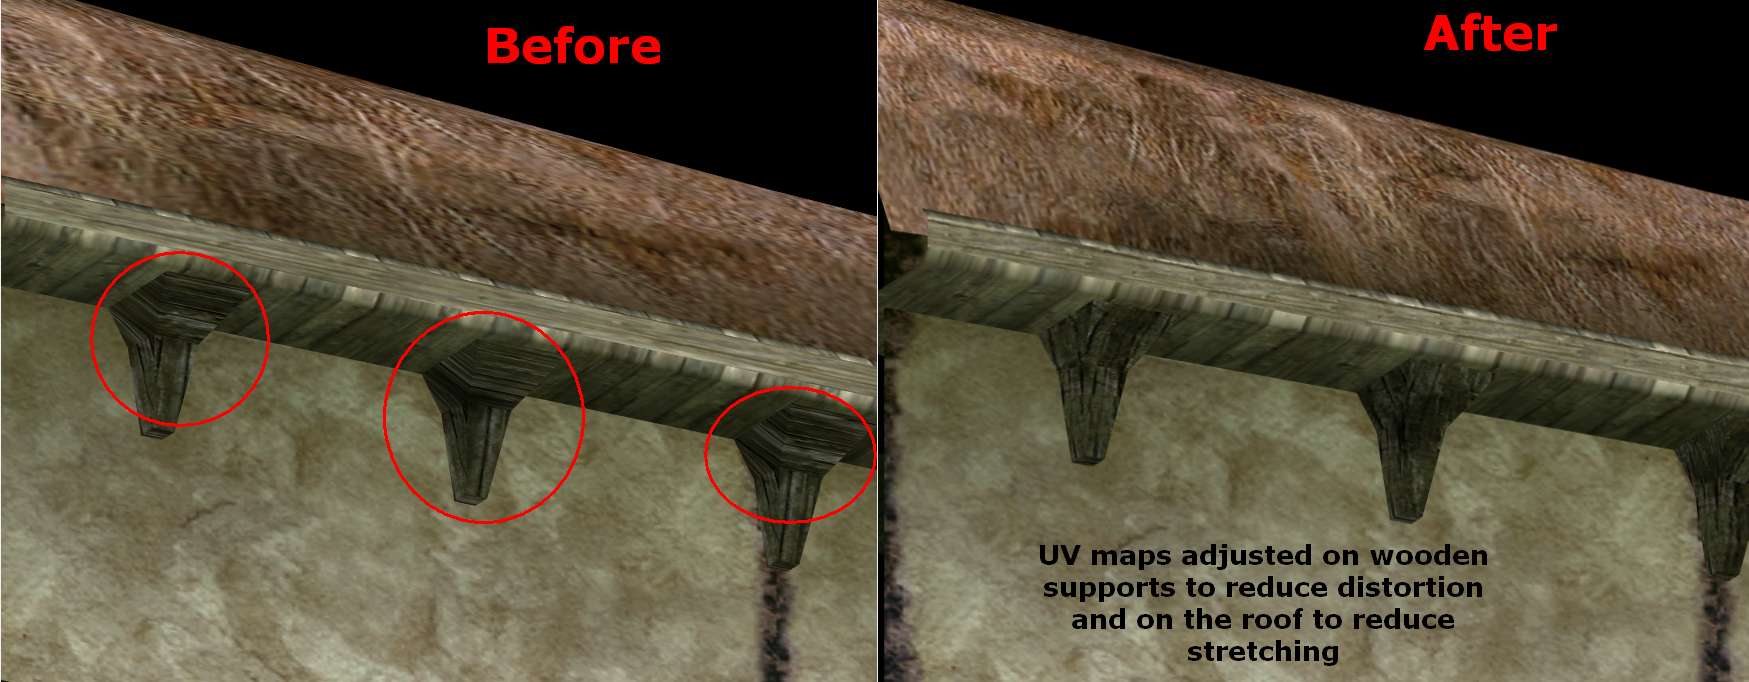 Before
After
UV maps adjusted on wooden
supports to reduce distortion
and on the roof to reduce
stretching